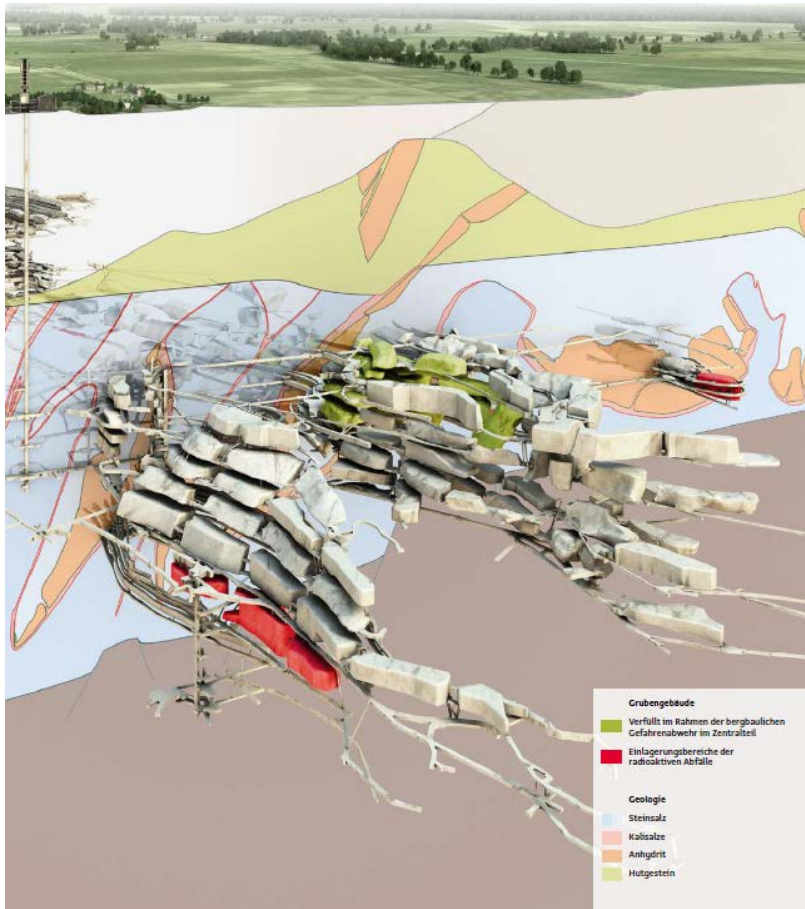 Grubengebäude
Verfüllt im Rahmen der bergbaulichen
Gefahrenabwehr im Zentralteil
Einlagerungsbereiche der
radioaktiven Abfälle
Geologie
Steinsalz
Kalisalze
Anhydrit
Hutgestein